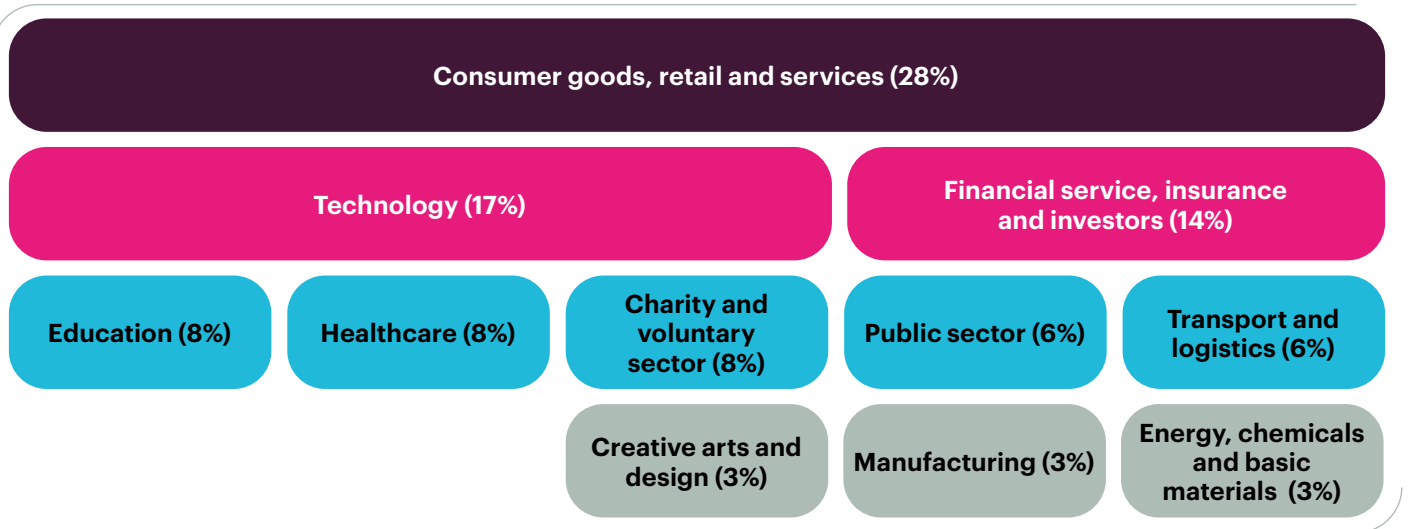 Consumer goods, retail and services (28%)
Technology (17%)
Financial service, insurance
and investors (14%)
Education (8%)
Healthcare (8%)
Charity and
voluntary
sector (8%)
Public sector (6%)
Transport and
logistics (6%)
Creative arts and
design (3%)
Manufacturing (3%)
Energy, chemicals
and basic
materials (3%)